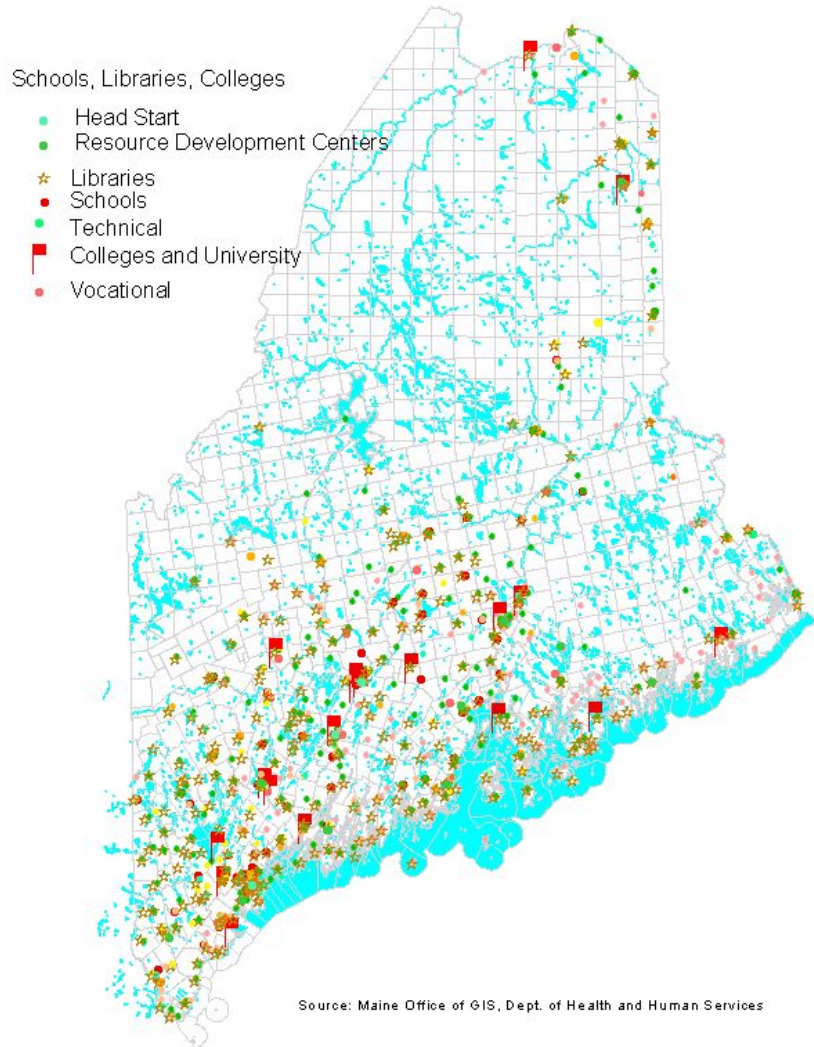 Schools, Libraries, Colleges
Head Start
Resource Development Centers
Libraries
Schools
Technical
Colleges and University
Vocational
Source: Maine Office of GIS, Dept. of Health and Human Services